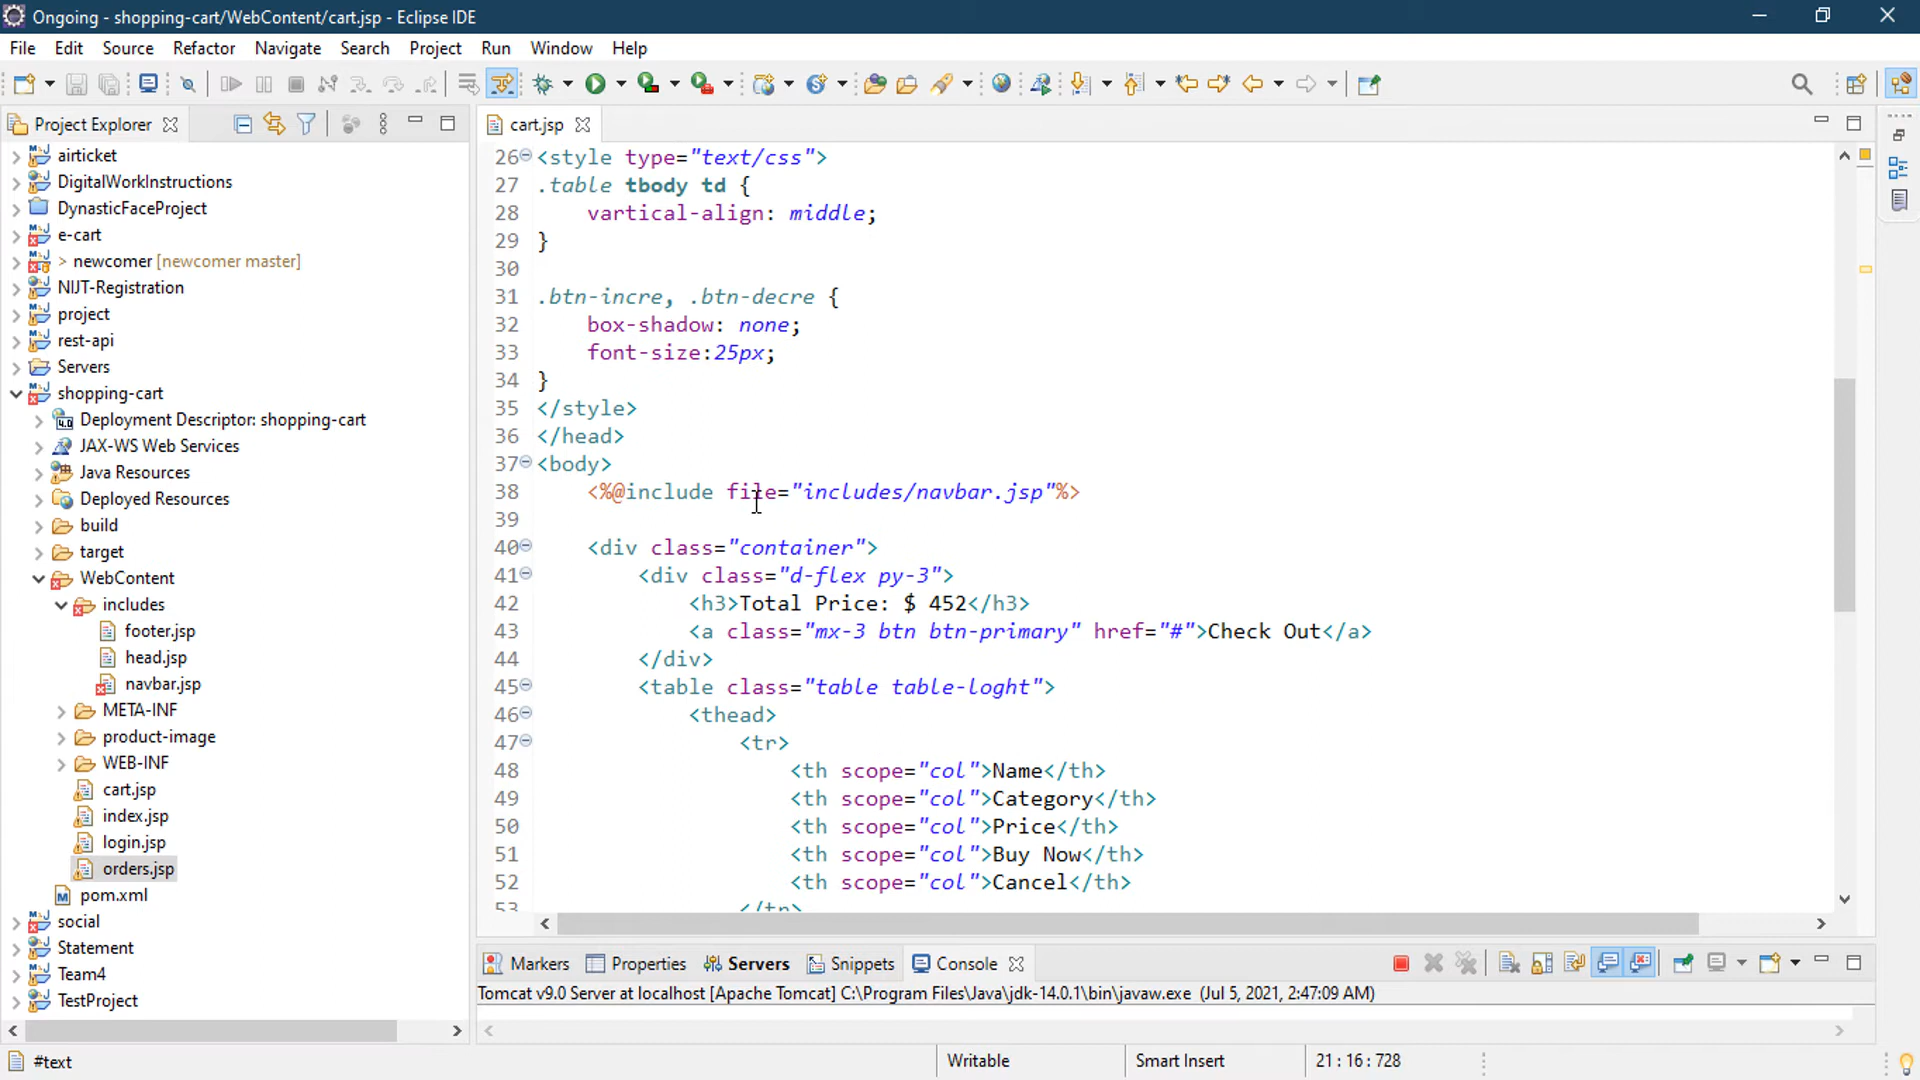 Ongoing - shopping-cart/WebContent/cart.jsp - Eclipse IDE
File Edit Source Refactor Navigate Search Project Run Window Help
Project Explorer
airticket
DigitalWorkInstructions
DynasticFaceProject
e-cart
> newcomer [newcomer master]
NIJT-Registration
project
rest-api
Servers
shopping-cart
Deployment Descriptor: shopping-cart
JAX-WS Web Services
Java Resources
Deployed Resources
build
target
WebContent
includes
footer.jsp
head.jsp
navbar.jsp
META-INF
product-image
WEB-INF
cart.jsp
index.jsp
login.jsp
orders.jsp
pom.xml
social
Statement
Team4
TestProject
cart.jsp
26 <style type="text/css">
27 .table tbody td {
28 vartical-align: middle;
29 }
30
31 .btn-incre, .btn-decre {
32 box-shadow: none;
33 font-size:25px;
34 }
35 </style>
36 </head>
37 <body>
38 <%@include file="includes/navbar.jsp"%>
39
40 <div class="container">
41 <div class="d-flex py-3">
42 <h3>Total Price: $ 452</h3>
43 <a class="mx-3 btn btn-primary" href="#">Check Out</a>
44 </div>
45 <table class="table table-loght">
46 <thead>
47 <tr>
48 <th scope="col">Name</th>
49 <th scope="col">Category</th>
50 <th scope="col">Price</th>
51 <th scope="col">Buy Now</th>
52 <th scope="col">Cancel</th>
53 </tr>
Markers Properties Servers Snippets Console
Tomcat v9.0 Server at localhost [Apache Tomcat] C:\Program Files\Java\jdk-14.0.1\bin\javaw.exe (Jul 5, 2021, 2:47:09 AM)
#text Writable Smart Insert 21 : 16 : 728